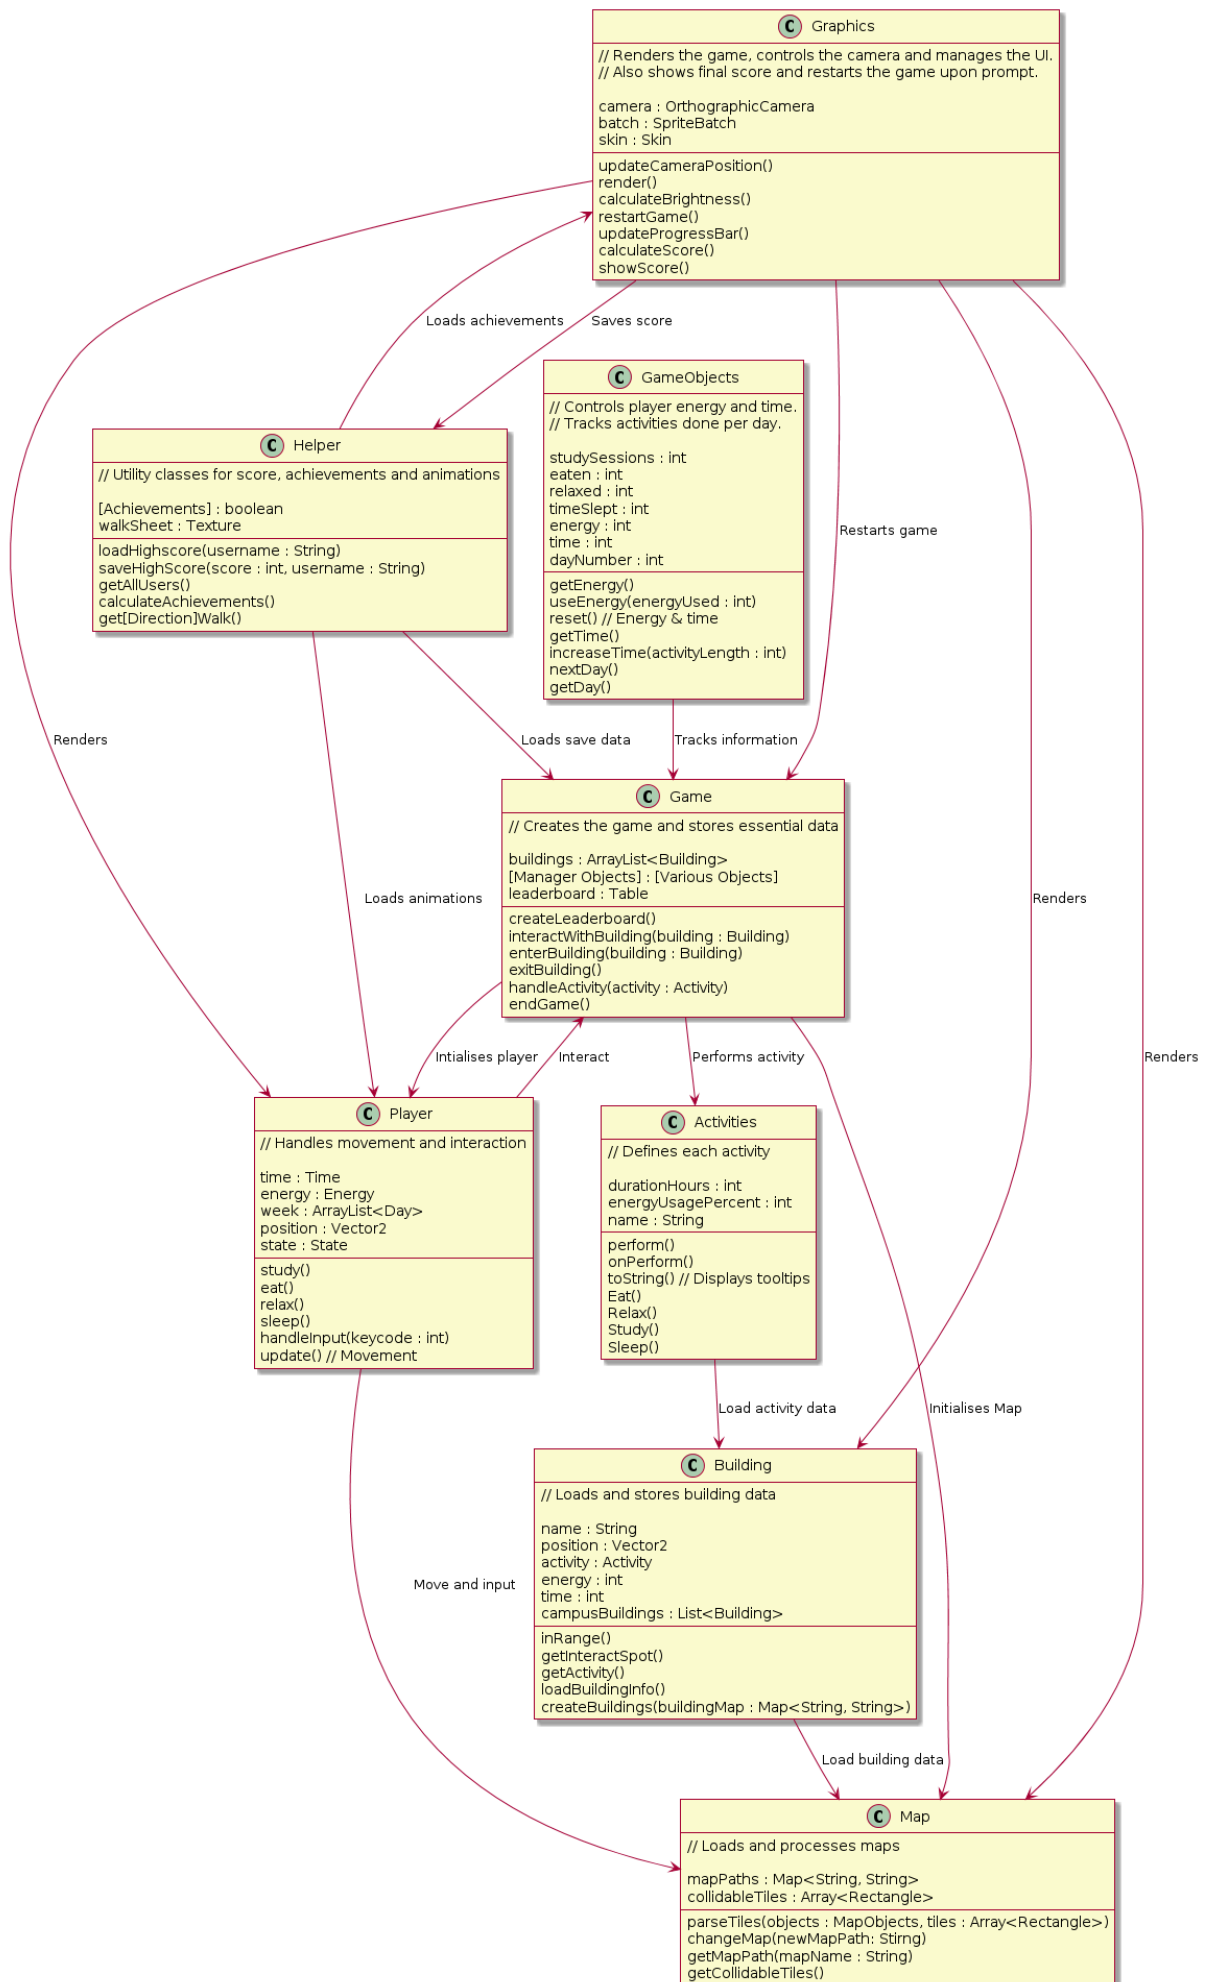 C Graphics
// Renders the game, controls the camera and manages the UI.
// Also shows final score and restarts the game upon prompt.
camera : OrthographicCamera
batch : SpriteBatch
skin : Skin
updateCameraPosition()
render()
calculateBrightness()
restartGame()
updateProgressBar()
calculateScore()
showScore()
Loads achievements
Saves score
C GameObjects
// Controls player energy and time.
// Tracks activities done per day.
studySessions : int
eaten : int
relaxed : int
timeSlept : int
energy : int
time : int
dayNumber : int
getEnergy()
useEnergy(energyUsed : int)
reset() // Energy & time
getTime()
increaseTime(activityLength : int)
nextDay()
getDay()
C Helper
// Utility classes for score, achievements and animations
[Achievements] : boolean
walkSheet : Texture
loadHighscore(username : String)
saveHighScore(score : int, username : String)
getAllUsers()
calculateAchievements()
get[Direction]Walk()
Restarts game
Renders
Loads save data
Tracks information
C Game
// Creates the game and stores essential data
buildings : ArrayList<Building>
[Manager Objects] : [Various Objects]
leaderboard : Table
createLeaderboard()
interactWithBuilding(building : Building)
enterBuilding(building : Building)
exitBuilding()
handleActivity(activity : Activity)
endGame()
Loads animations
Renders
Intialises player
Interact
Performs activity
Renders
C Player
// Handles movement and interaction
time : Time
energy : Energy
week : ArrayList<Day>
position : Vector2
state : State
study()
eat()
relax()
sleep()
handleInput(keycode : int)
update() // Movement
C Activities
// Defines each activity
durationHours : int
energyUsagePercent : int
name : String
perform()
onPerform()
toString() // Displays tooltips
Eat()
Relax()
Study()
Sleep()
Load activity data
Initialises Map
C Building
// Loads and stores building data
name : String
position : Vector2
activity : Activity
energy : int
time : int
campusBuildings : List<Building>
inRange()
getInteractSpot()
getActivity()
loadBuildingInfo()
createBuildings(buildingMap : Map<String, String>)
Move and input
Load building data
C Map
// Loads and processes maps
mapPaths : Map<String, String>
collidableTiles : Array<Rectangle>
parseTiles(objects : MapObjects, tiles : Array<Rectangle>)
changeMap(newMapPath: Stirng)
getMapPath(mapName : String)
getCollidableTiles()